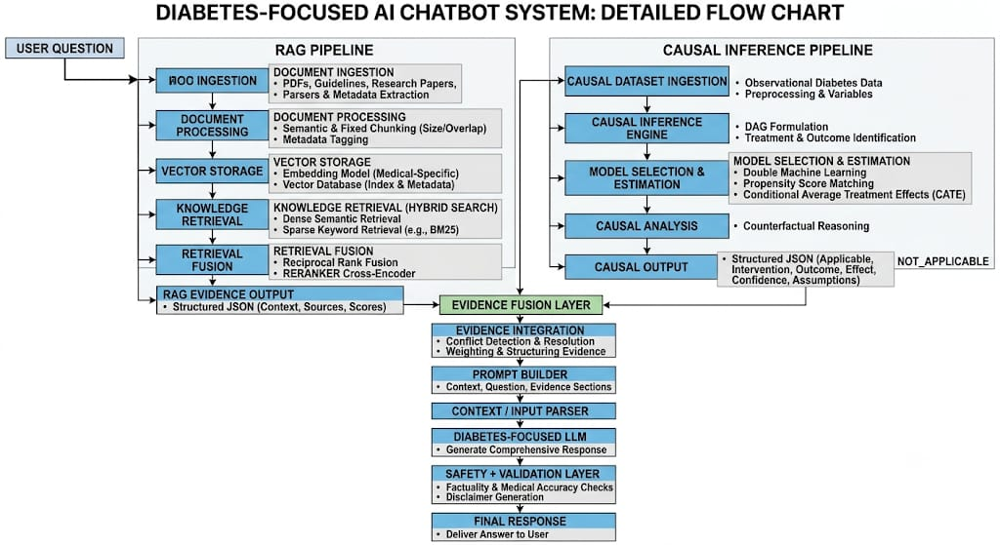 DIABETES-FOCUSED AI CHATBOT SYSTEM: DETAILED FLOW CHART
USER QUESTION
RAG PIPELINE
INGESTION
DOCUMENT INGESTION
• PDFs, Guidelines, Research Papers,
• Parsers & Metadata Extraction
DOCUMENT
PROCESSING
DOCUMENT PROCESSING
• Semantic & Fixed Chunking (Size/Overlap)
• Metadata Tagging
VECTOR STORAGE
VECTOR STORAGE
• Embedding Model (Medical-Specific)
• Vector Database (Index & Metadata)
KNOWLEDGE
RETRIEVAL
KNOWLEDGE RETRIEVAL (HYBRID SEARCH)
• Dense Semantic Retrieval
• Sparse Keyword Retrieval (e.g., BM25)
RETRIEVAL
FUSION
RETRIEVAL FUSION
• Reciprocal Rank Fusion
• RERANKER Cross-Encoder
RAG EVIDENCE OUTPUT
• Structured JSON (Context, Sources, Scores)
CAUSAL INFERENCE PIPELINE
CAUSAL DATASET INGESTION
• Observational Diabetes Data
• Preprocessing & Variables
CAUSAL INFERENCE
ENGINE
• DAG Formulation
• Treatment & Outcome Identification
MODEL SELECTION &
ESTIMATION
MODEL SELECTION & ESTIMATION
• Double Machine Learning
• Propensity Score Matching
• Conditional Average Treatment Effects (CATE)
CAUSAL ANALYSIS
• Counterfactual Reasoning
CAUSAL OUTPUT
• Structured JSON (Applicable,
Intervention, Outcome, Effect,
Confidence, Assumptions)
NOT_APPLICABLE
EVIDENCE FUSION LAYER
EVIDENCE INTEGRATION
• Conflict Detection & Resolution
• Weighting & Structuring Evidence
PROMPT BUILDER
• Context, Question, Evidence Sections
CONTEXT / INPUT PARSER
DIABETES-FOCUSED LLM
• Generate Comprehensive Response
SAFETY + VALIDATION LAYER
• Factuality & Medical Accuracy Checks
• Disclaimer Generation
FINAL RESPONSE
• Deliver Answer to User